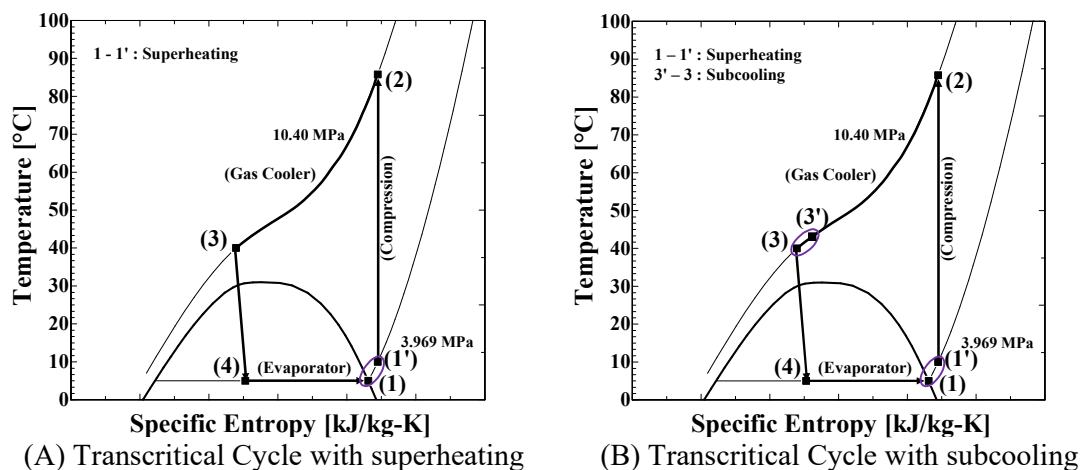 100
90
80
70
60
50
40
30
20
10
0
Temperature [°C]
1 - 1' : Superheating
(2)
10.40 MPa
(Gas Cooler)
(Compression)
(3)
3.969 MPa
(4)
(Evaporator)
(1')
(1)
Specific Entropy [kJ/kg-K]
(A) Transcritical Cycle with superheating
100
90
80
70
60
50
40
30
20
10
0
Temperature [°C]
1 – 1' : Superheating
3' – 3 : Subcooling
(2)
10.40 MPa
(Gas Cooler)
(Compression)
(3')
(3)
3.969 MPa
(4)
(Evaporator)
(1')
(1)
Specific Entropy [kJ/kg-K]
(B) Transcritical Cycle with subcooling